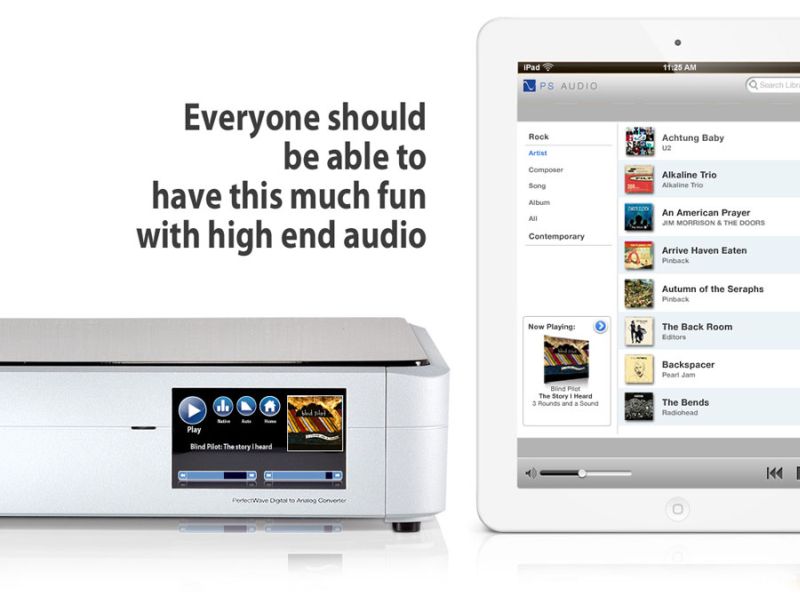 Everyone should
be able to
have this much fun
with high end audio
Play
Native
Auto
Home
blind pilot
Blind Pilot: The story I heard
PerfectWave Digital to Analog Converter
iPad
11:25 AM
PS AUDIO
Search Libr
Rock
Artist
Composer
Song
Album
All
Contemporary
Now Playing:
Blind Pilot
The Story I Heard
3 Rounds and a Sound
Achtung Baby
U2
Alkaline Trio
Alkaline Trio
An American Prayer
JIM MORRISON & THE DOORS
Arrive Haven Eaten
Pinback
Autumn of the Seraphs
Pinback
The Back Room
Editors
Backspacer
Pearl Jam
The Bends
Radiohead